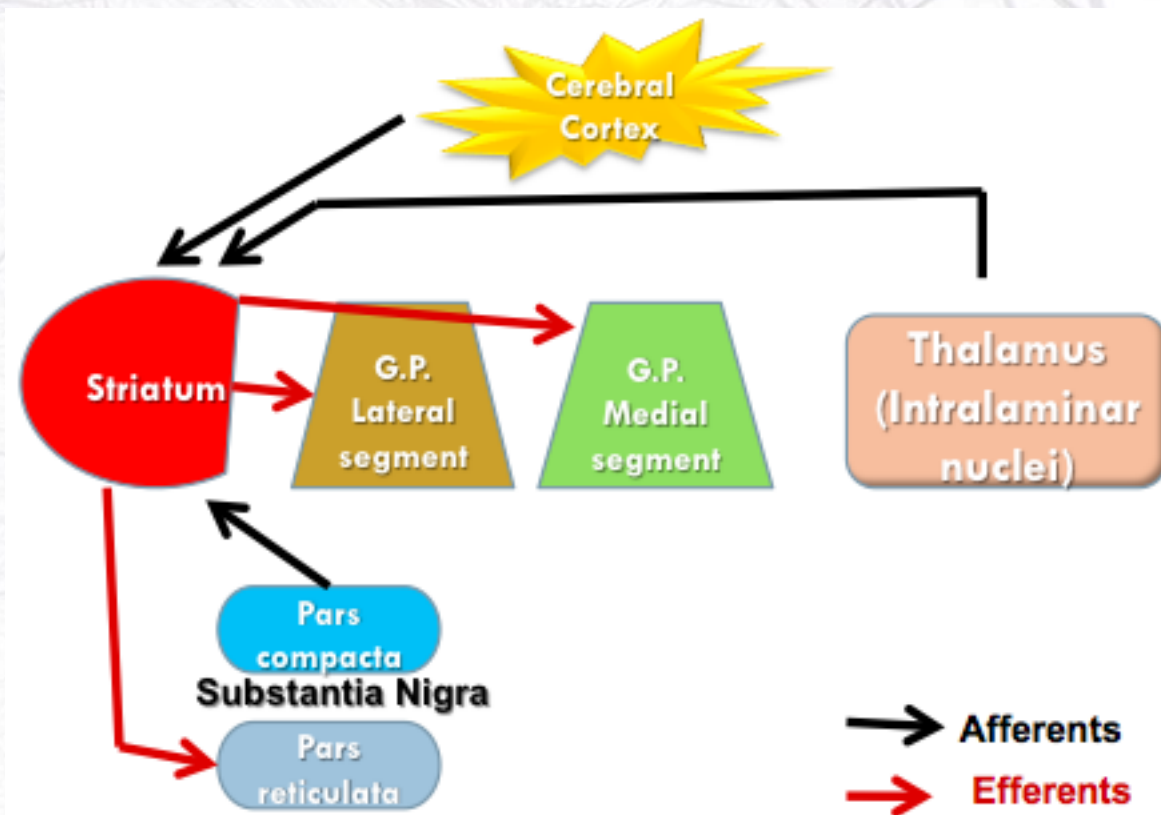 Cerebral
Cortex
Striatum
G.P.
Lateral
segment
G.P.
Medial
segment
Thalamus
(Intralaminar
nuclei)
Pars
compacta
Substantia Nigra
Pars
reticulata
Afferents
Efferents